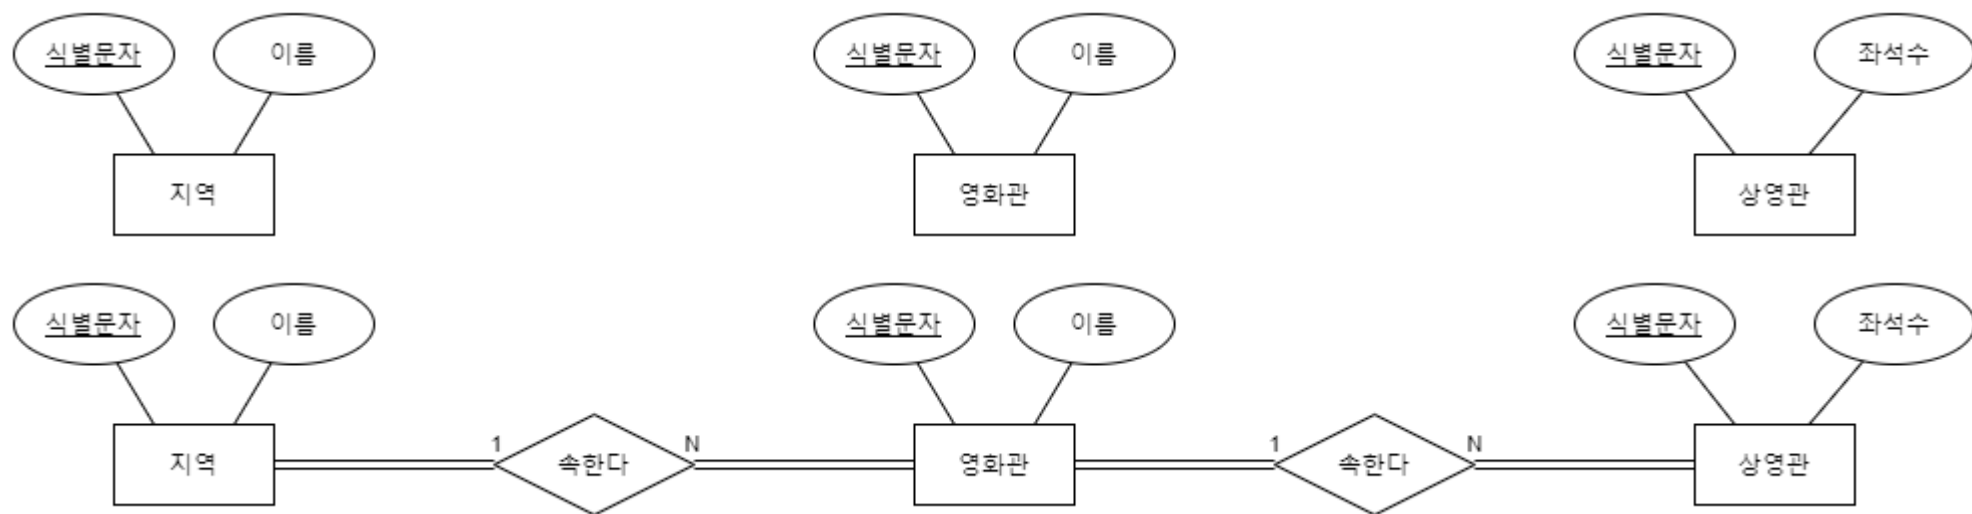 식별문자 이름 식별문자 이름 식별문자 좌석수
지역 영화관 상영관
식별문자 이름 식별문자 이름 식별문자 좌석수
지역 1 속한다 N 영화관 1 속한다 N 상영관